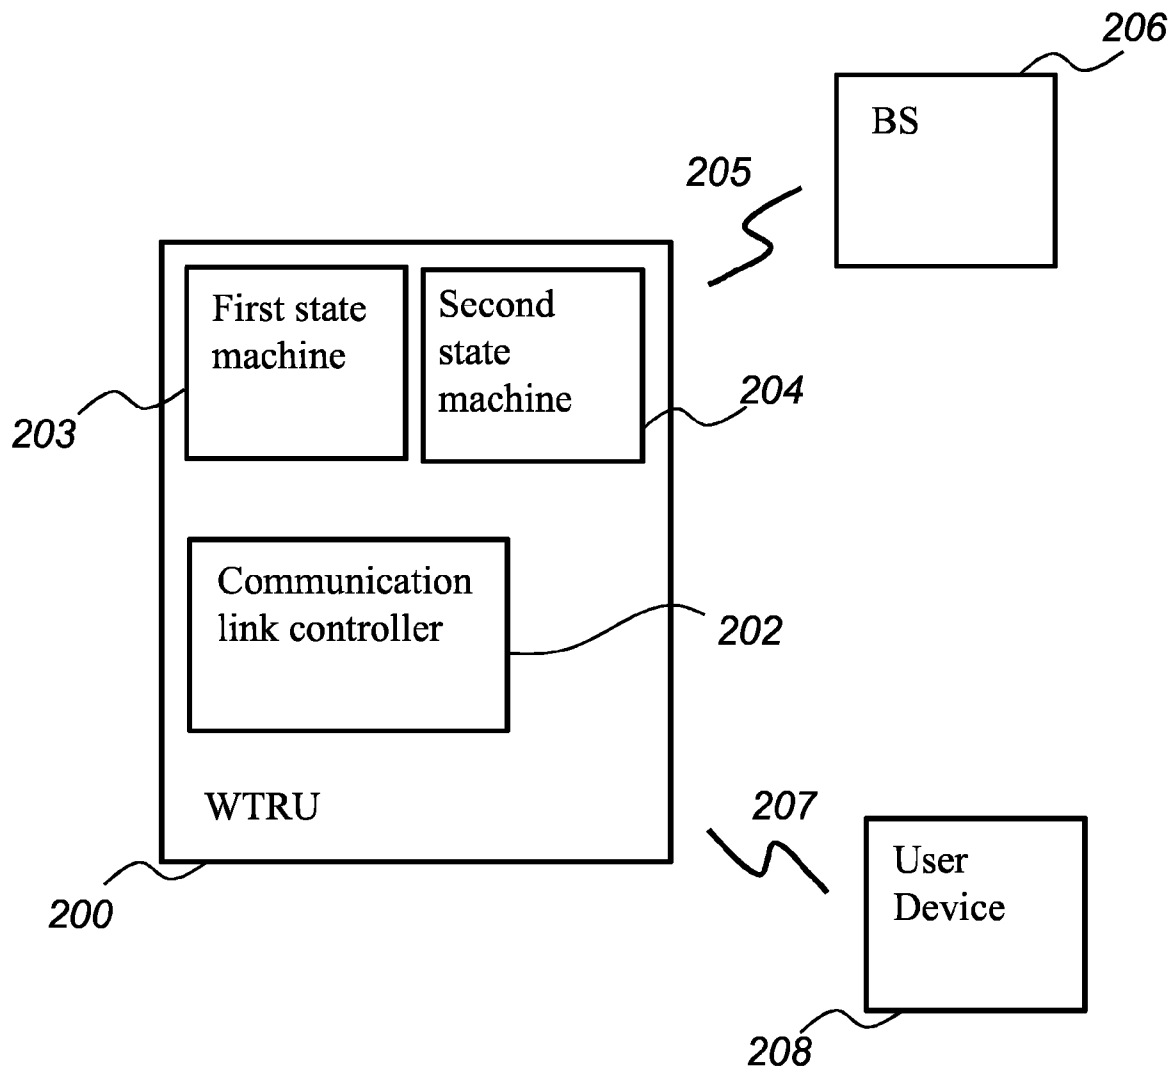 206
BS
205
First state
machine
Second
state
machine
203
204
Communication
link controller
202
WTRU
207
200
User
Device
208